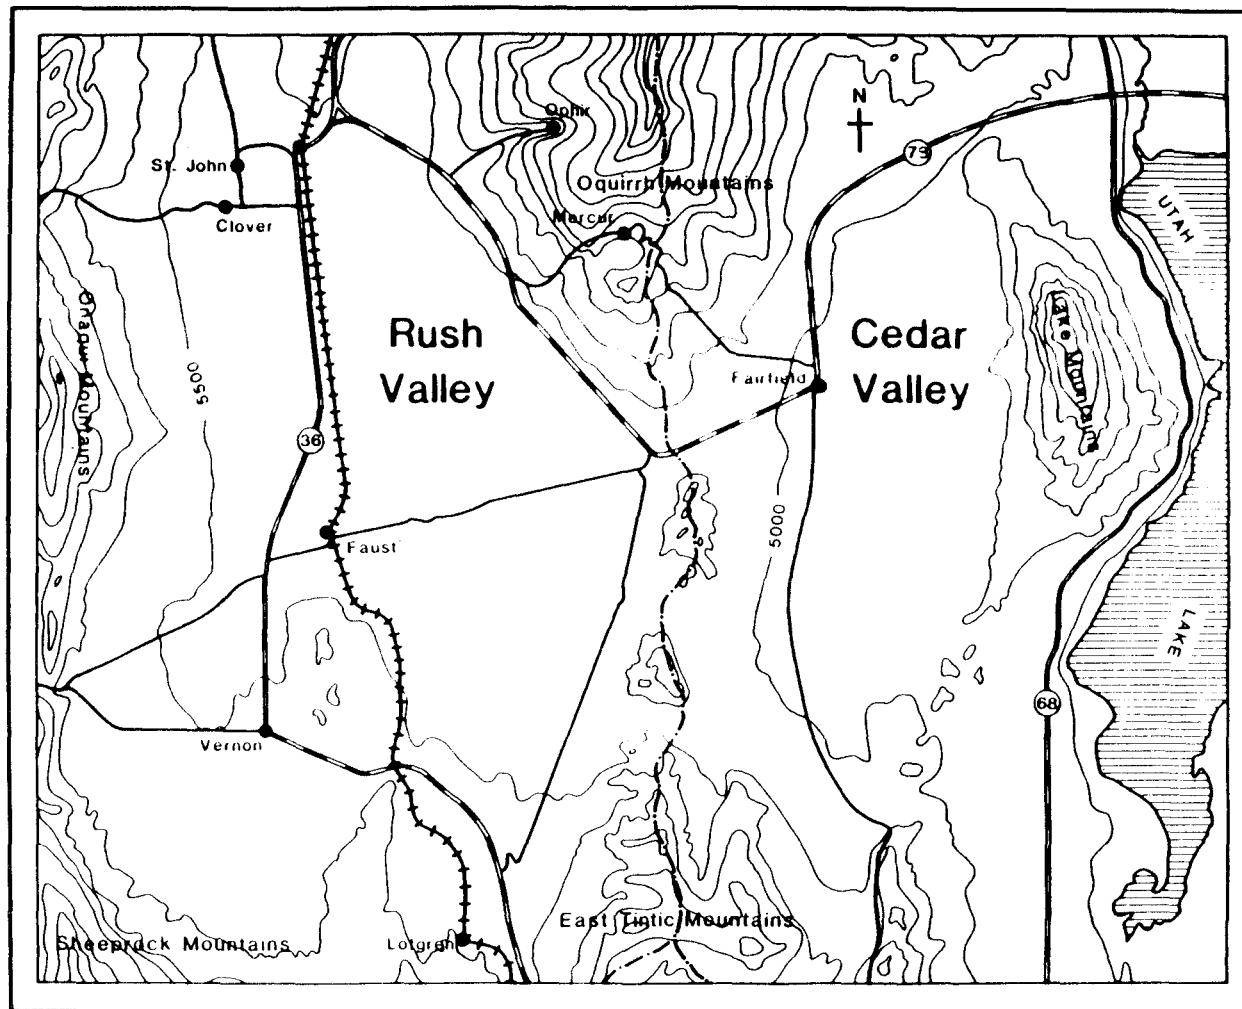 Ophir
N
79
St. John
Oquirrh Mountains
UTAH
Mercur
Clover
Rush
Valley
Cedar
Valley
Lake Mountains
Onaqui Mountains
5500
Fairfield
36
5000
Faust
LAKE
68
Vernon
East Tintic Mountains
Sheeprock Mountains
Lofgren